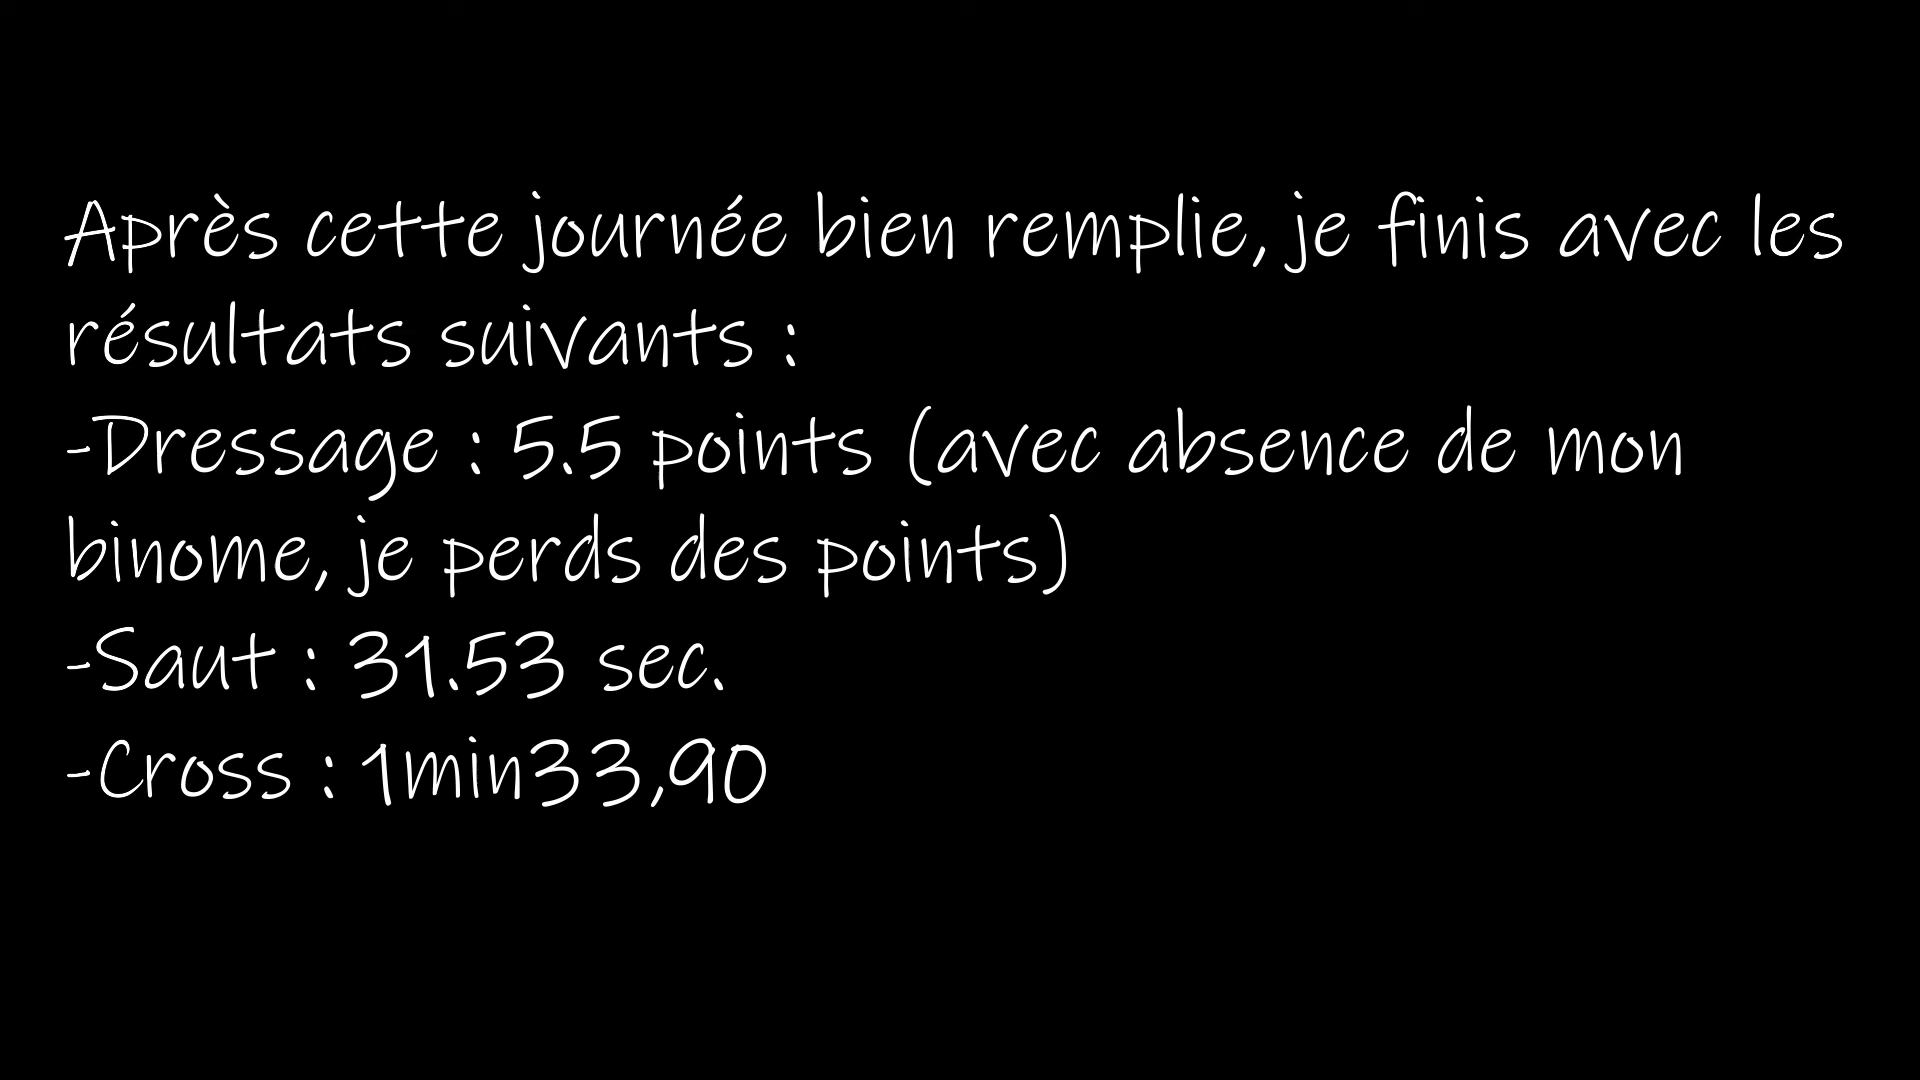 Après cette journée bien remplie, je finis avec les
résultats suivants :
-Dressage : 5.5 points (avec absence de mon
binome, je perds des points)
-Saut : 31.53 sec.
-Cross : 1min33,90